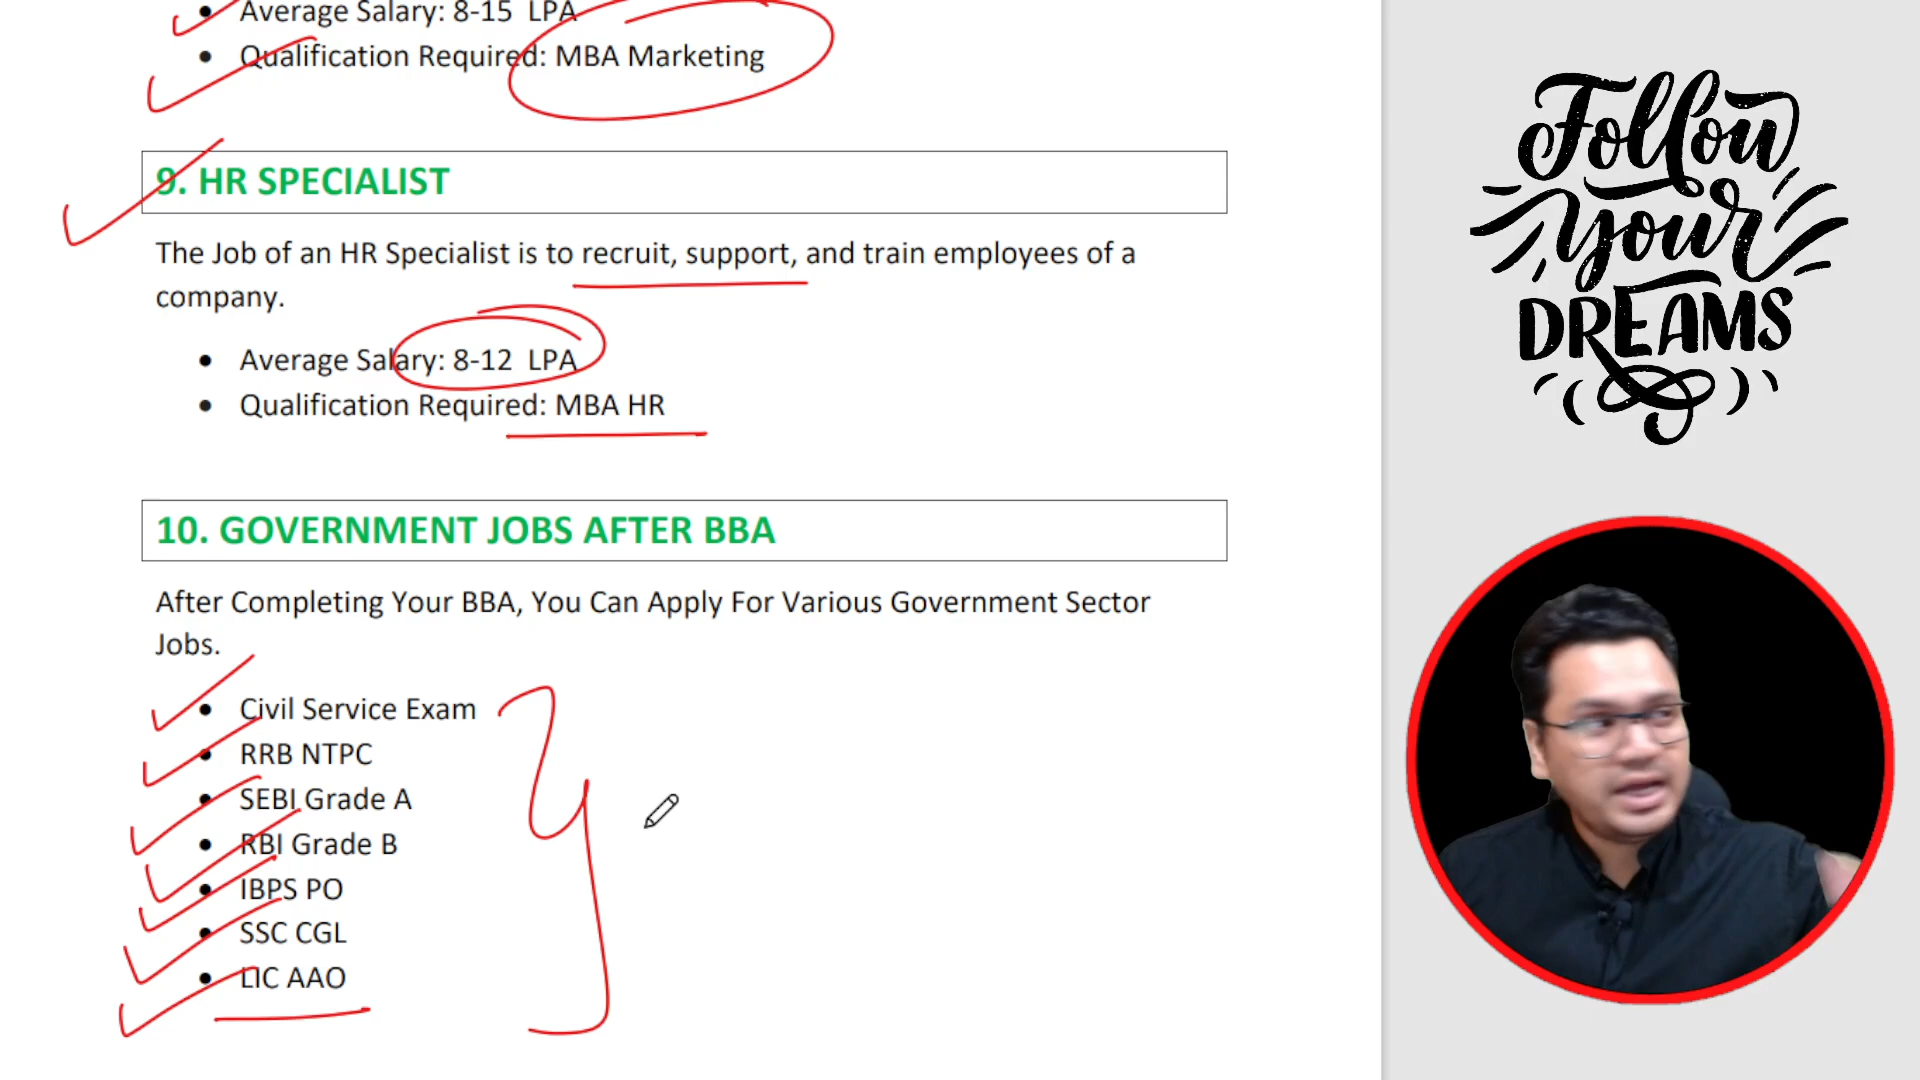 • Average Salary: 8-15 LPA
• Qualification Required: MBA Marketing
9. HR SPECIALIST
The Job of an HR Specialist is to recruit, support, and train employees of a
company.
• Average Salary: 8-12 LPA
• Qualification Required: MBA HR
10. GOVERNMENT JOBS AFTER BBA
After Completing Your BBA, You Can Apply For Various Government Sector
Jobs.
• Civil Service Exam
• RRB NTPC
• SEBI Grade A
• RBI Grade B
• IBPS PO
• SSC CGL
• LIC AAO
Follow
Your
DREAMS